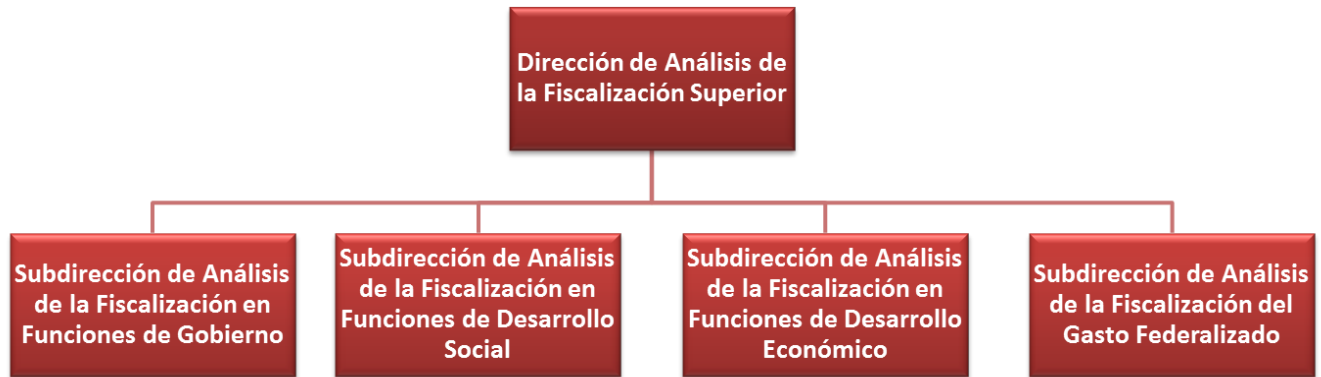 Dirección de Análisis de
la Fiscalización Superior
Subdirección de Análisis
de la Fiscalización en
Funciones de Gobierno
Subdirección de Análisis
de la Fiscalización en
Funciones de Desarrollo
Social
Subdirección de Análisis
de la Fiscalización en
Funciones de Desarrollo
Económico
Subdirección de Análisis
de la Fiscalización del
Gasto Federalizado